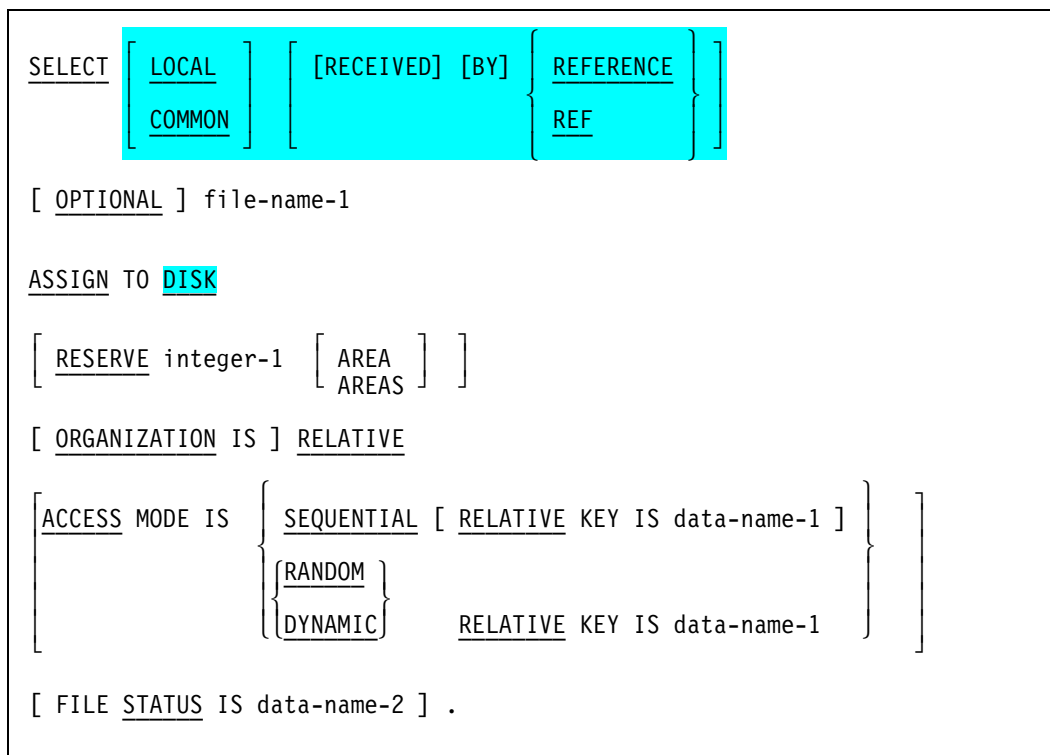 SELECT [ LOCAL ] [ [RECEIVED] [BY] { REFERENCE } ]
COMMON REF
[ OPTIONAL ] file-name-1
ASSIGN TO DISK
[ RESERVE integer-1 [ AREA ] ]
AREAS
[ ORGANIZATION IS ] RELATIVE
[ ACCESS MODE IS { SEQUENTIAL [ RELATIVE KEY IS data-name-1 ] } ]
{ RANDOM }
DYNAMIC RELATIVE KEY IS data-name-1
[ FILE STATUS IS data-name-2 ] .